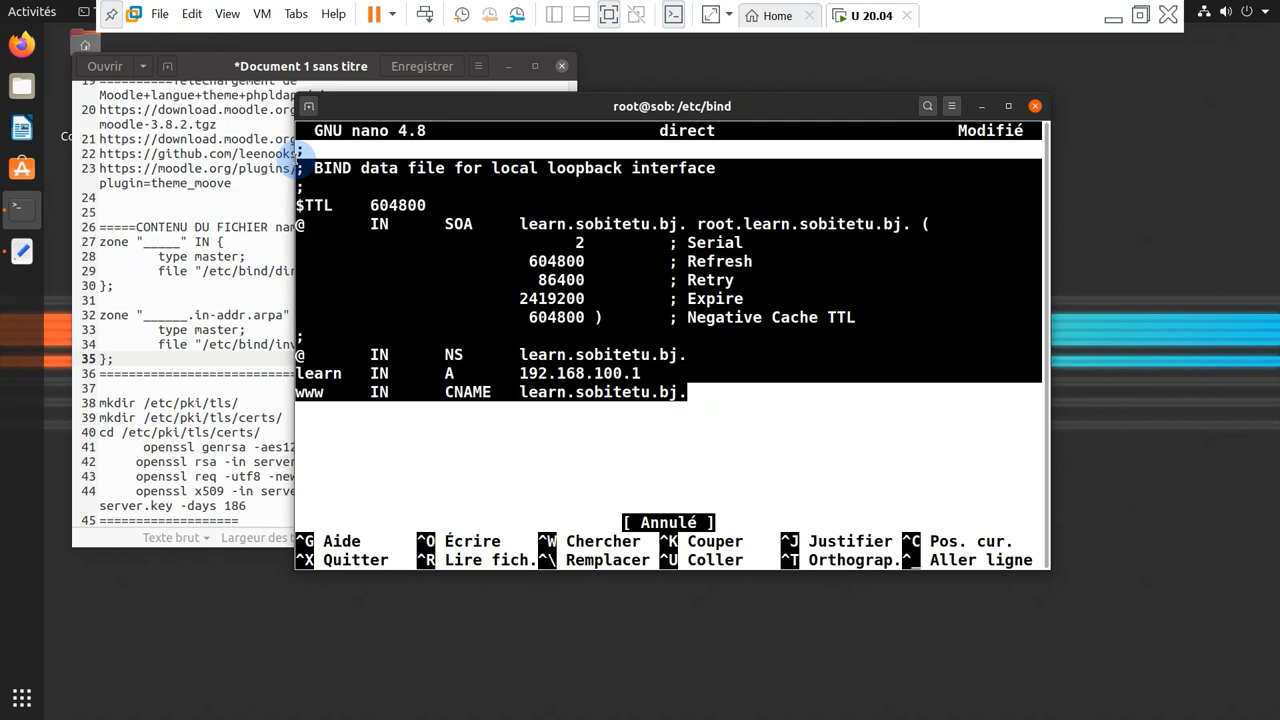 Activités
File Edit View VM Tabs Help
Home
U 20.04
Ouvrir
*Document 1 sans titre
Enregistrer
Moodle+langue+theme+phplda
20 https://download.moodle.or
moodle-3.8.2.tgz
21 https://download.moodle.or
22 https://github.com/leenooks
23 https://moodle.org/plugins/
plugin=theme_moove
24
25
26 =====CONTENU DU FICHIER na
27 zone "_____" IN {
28 type master;
29 file "/etc/bind/di
30 };
31
32 zone "______.in-addr.arpa"
33 type master;
34 file "/etc/bind/inv
35 };
36 ==========================
37
38 mkdir /etc/pki/tls/
39 mkdir /etc/pki/tls/certs/
40 cd /etc/pki/tls/certs/
41 openssl genrsa -aes12
42 openssl rsa -in server
43 openssl req -utf8 -new
44 openssl x509 -in serve
server.key -days 186
45 ===================
Texte brut
Largeur des
root@sob: /etc/bind
GNU nano 4.8 direct Modifié
;
; BIND data file for local loopback interface
;
$TTL 604800
@ IN SOA learn.sobitetu.bj. root.learn.sobitetu.bj. (
2 ; Serial
604800 ; Refresh
86400 ; Retry
2419200 ; Expire
604800 ) ; Negative Cache TTL
;
@ IN NS learn.sobitetu.bj.
learn IN A 192.168.100.1
www IN CNAME learn.sobitetu.bj.
[ Annulé ]
^G Aide ^O Écrire ^W Chercher ^K Couper ^J Justifier ^C Pos. cur.
^X Quitter ^R Lire fich. ^\ Remplacer ^U Coller ^T Orthograp. ^_ Aller ligne